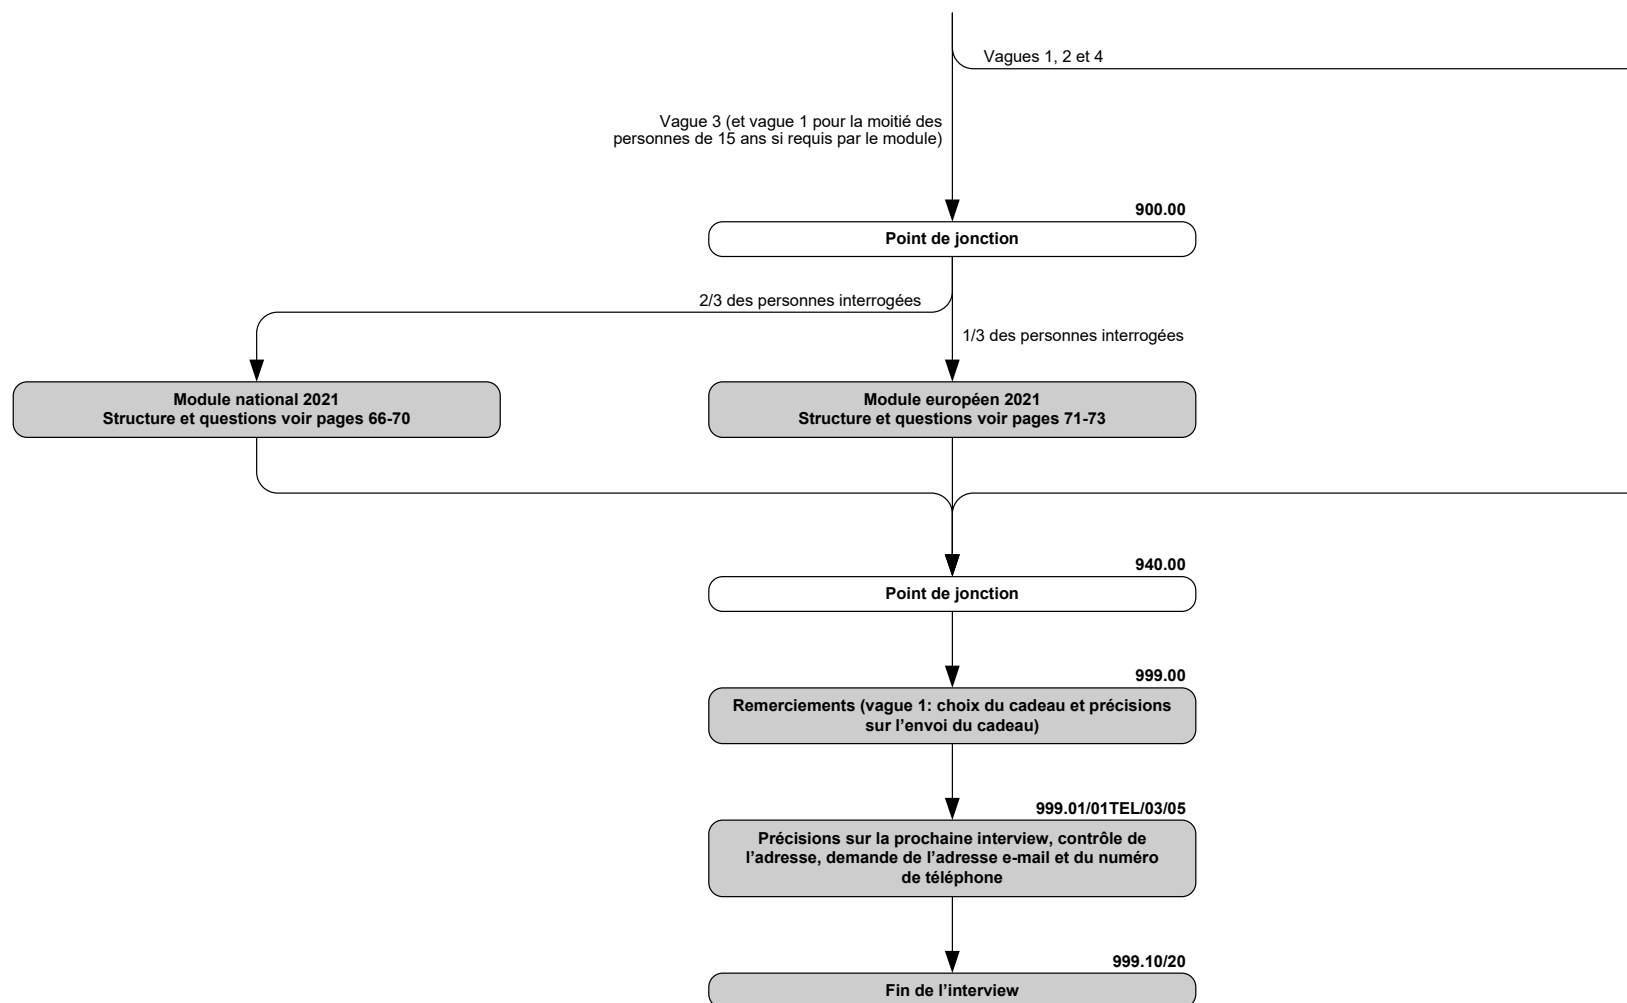 Vagues 1, 2 et 4
Vague 3 (et vague 1 pour la moitié des
personnes de 15 ans si requis par le module)
900.00
Point de jonction
2/3 des personnes interrogées
1/3 des personnes interrogées
Module national 2021
Structure et questions voir pages 66-70
Module européen 2021
Structure et questions voir pages 71-73
940.00
Point de jonction
999.00
Remerciements (vague 1: choix du cadeau et précisions
sur l’envoi du cadeau)
999.01/01TEL/03/05
Précisions sur la prochaine interview, contrôle de
l’adresse, demande de l’adresse e-mail et du numéro
de téléphone
999.10/20
Fin de l’interview